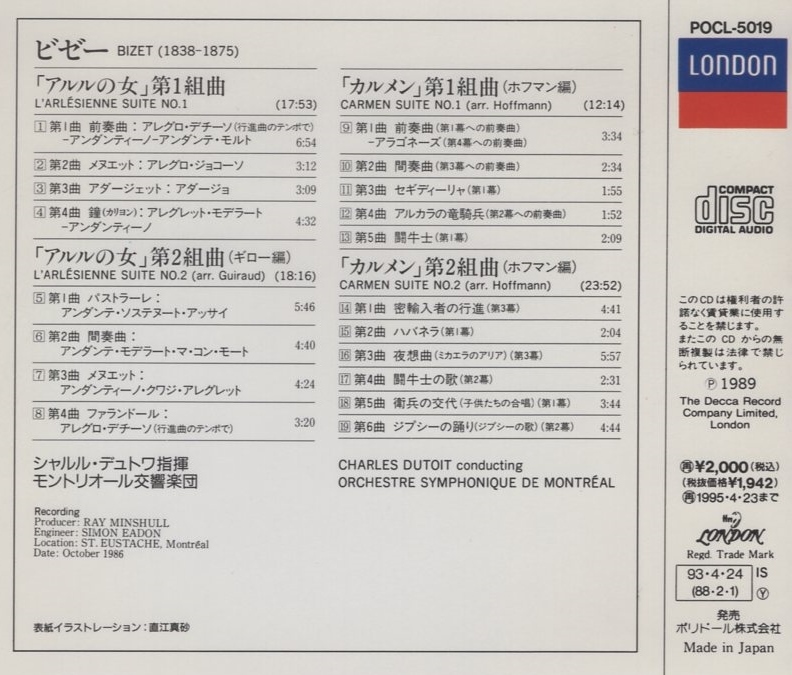 ビゼー BIZET (1838-1875)
「アルルの女」第1組曲
L'ARLÉSIENNE SUITE NO.1 (17:53)
1 第1曲 前奏曲：アレグロ・デチーソ(行進曲のテンポで)
−アンダンティーノ−アンダンテ・モルト 6:54
2 第2曲 メヌエット：アレグロ・ジョコーソ 3:12
3 第3曲 アダージェット：アダージョ 3:09
4 第4曲 鐘(カリヨン)：アレグレット・モデラート
−アンダンティーノ 4:32
「アルルの女」第2組曲(ギロー編)
L'ARLÉSIENNE SUITE NO.2 (arr. Guiraud) (18:16)
5 第1曲 パストラーレ：
アンダンテ・ソステヌート・アッサイ 5:46
6 第2曲 間奏曲：
アンダンテ・モデラート・マ・コン・モート 4:40
7 第3曲 メヌエット：
アンダンティーノ・クワジ・アレグレット 4:24
8 第4曲 ファランドール：
アレグロ・デチーソ(行進曲のテンポで) 3:20
「カルメン」第1組曲(ホフマン編)
CARMEN SUITE NO.1 (arr. Hoffmann) (12:14)
9 第1曲 前奏曲(第1幕への前奏曲)
−アラゴネーズ(第4幕への前奏曲) 3:34
10 第2曲 間奏曲(第3幕への前奏曲) 2:34
11 第3曲 セギディーリャ(第1幕) 1:55
12 第4曲 アルカラの竜騎兵(第2幕への前奏曲) 1:52
13 第5曲 闘牛士(第1幕) 2:09
「カルメン」第2組曲(ホフマン編)
CARMEN SUITE NO.2 (arr. Hoffmann) (23:52)
14 第1曲 密輸入者の行進(第3幕) 4:41
15 第2曲 ハバネラ(第1幕) 2:04
16 第3曲 夜想曲(ミカエラのアリア)(第3幕) 5:57
17 第4曲 闘牛士の歌(第2幕) 2:31
18 第5曲 衛兵の交代(子供たちの合唱)(第1幕) 3:44
19 第6曲 ジプシーの踊り(ジプシーの歌)(第2幕) 4:44
シャルル・デュトワ指揮
モントリオール交響楽団
CHARLES DUTOIT conducting
ORCHESTRE SYMPHONIQUE DE MONTRÉAL
Recording
Producer: RAY MINSHULL
Engineer: SIMON EADON
Location: ST. EUSTACHE, Montréal
Date: October 1986
表紙イラストレーション：直江真砂
POCL-5019
LONDON
COMPACT
disc
DIGITAL AUDIO
このCDは権利者の許
諾なく賃貸業に使用す
ることを禁じます。
またこの CD からの無
断複製は法律で禁じ
られています。
Ⓟ 1989
The Decca Record
Company Limited,
London
㊢¥2,000(税込)
(税抜価格¥1,942)
㊢1995・4・23まで
ffrr
LONDON
Regd. Trade Mark
93・4・24 IS
(88・2・1) Ⓨ
発売
ポリドール株式会社
Made in Japan